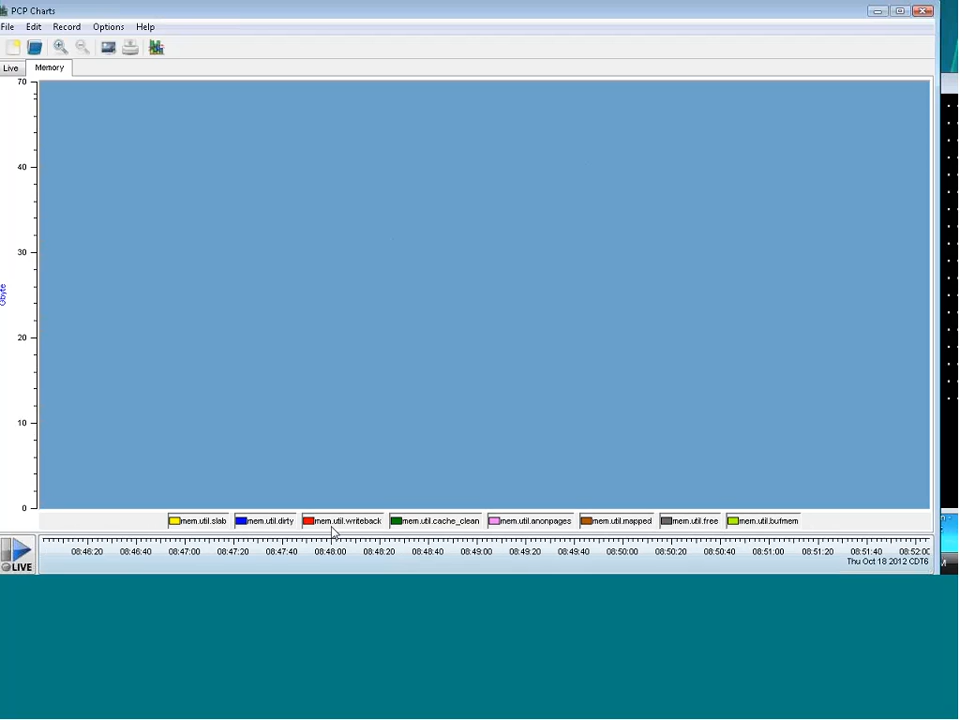 PCP Charts
File Edit Record Options Help
Live Memory
70
40
30
20
10
0
Gbyte
mem.util.slab mem.util.dirty mem.util.writeback mem.util.cache_clean mem.util.anonpages mem.util.mapped mem.util.free mem.util.bufmem
08:46:20 08:46:40 08:47:00 08:47:20 08:47:40 08:48:00 08:48:20 08:48:40 08:49:00 08:49:20 08:49:40 08:50:00 08:50:20 08:50:40 08:51:00 08:51:20 08:51:40 08:52:00
LIVE Thu Oct 18 2012 CDT6